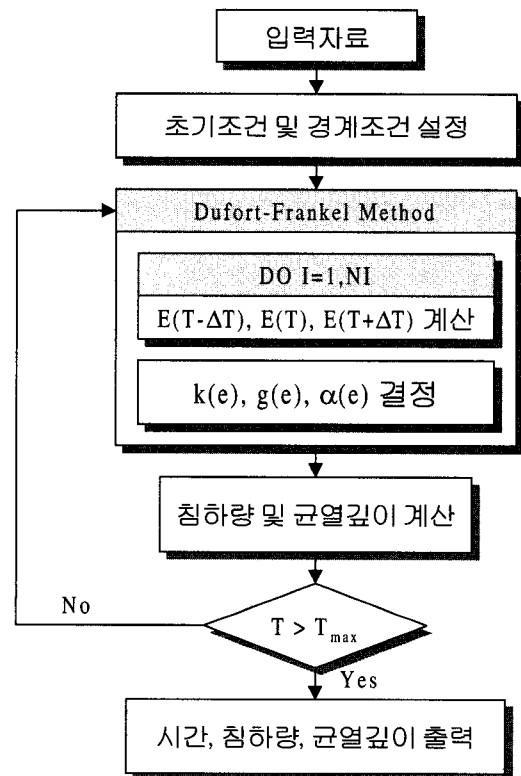 입력자료
초기조건 및 경계조건 설정
Dufort-Frankel Method
DO I=1,NI
E(T-ΔT), E(T), E(T+ΔT) 계산
k(e), g(e), α(e) 결정
침하량 및 균열깊이 계산
No
T > Tmax
Yes
시간, 침하량, 균열깊이 출력